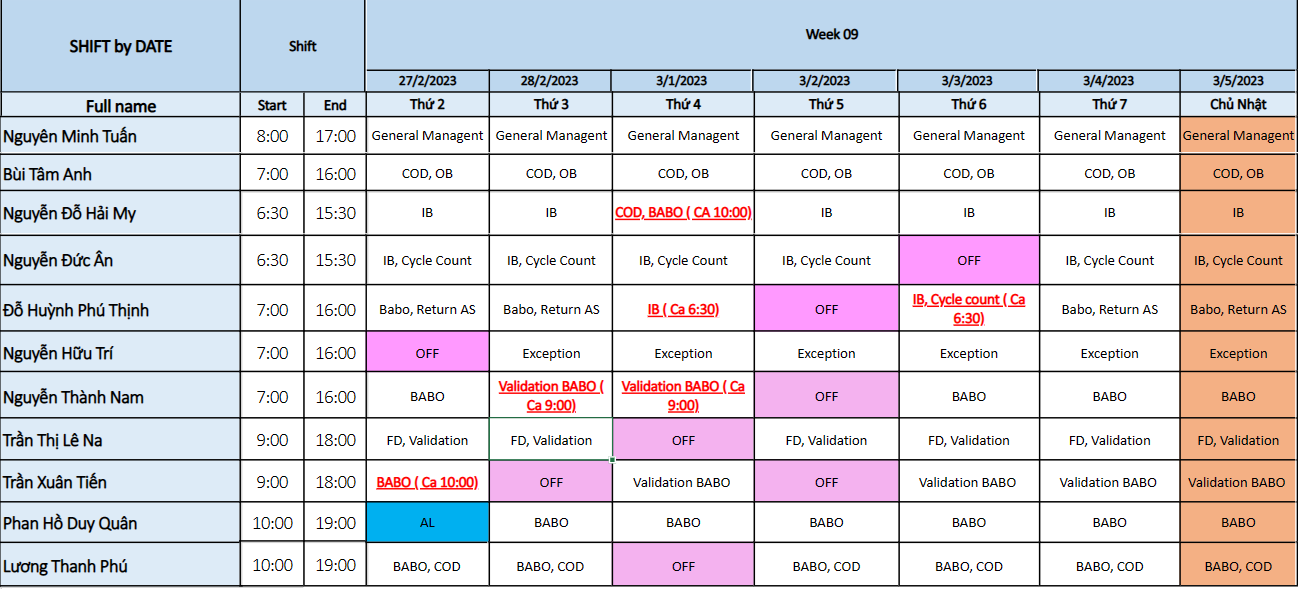 SHIFT by DATE Shift Week 09
27/2/2023 28/2/2023 3/1/2023 3/2/2023 3/3/2023 3/4/2023 3/5/2023
Full name Start End Thứ 2 Thứ 3 Thứ 4 Thứ 5 Thứ 6 Thứ 7 Chủ Nhật
Nguyên Minh Tuấn 8:00 17:00 General Managent General Managent General Managent General Managent General Managent General Managent General Managent
Bùi Tâm Anh 7:00 16:00 COD, OB COD, OB COD, OB COD, OB COD, OB COD, OB COD, OB
Nguyễn Đỗ Hải My 6:30 15:30 IB IB COD, BABO ( CA 10:00) IB IB IB IB
Nguyễn Đức Ân 6:30 15:30 IB, Cycle Count IB, Cycle Count IB, Cycle Count IB, Cycle Count OFF IB, Cycle Count IB, Cycle Count
Đỗ Huỳnh Phú Thịnh 7:00 16:00 Babo, Return AS Babo, Return AS IB ( Ca 6:30) OFF IB, Cycle count ( Ca
6:30) Babo, Return AS Babo, Return AS
Nguyễn Hữu Trí 7:00 16:00 OFF Exception Exception Exception Exception Exception Exception
Nguyễn Thành Nam 7:00 16:00 BABO Validation BABO (
Ca 9:00) Validation BABO ( Ca
9:00) OFF BABO BABO BABO
Trần Thị Lê Na 9:00 18:00 FD, Validation FD, Validation OFF FD, Validation FD, Validation FD, Validation FD, Validation
Trần Xuân Tiến 9:00 18:00 BABO ( Ca 10:00) OFF Validation BABO OFF Validation BABO Validation BABO Validation BABO
Phan Hồ Duy Quân 10:00 19:00 AL BABO BABO BABO BABO BABO BABO
Lương Thanh Phú 10:00 19:00 BABO, COD BABO, COD OFF BABO, COD BABO, COD BABO, COD BABO, COD